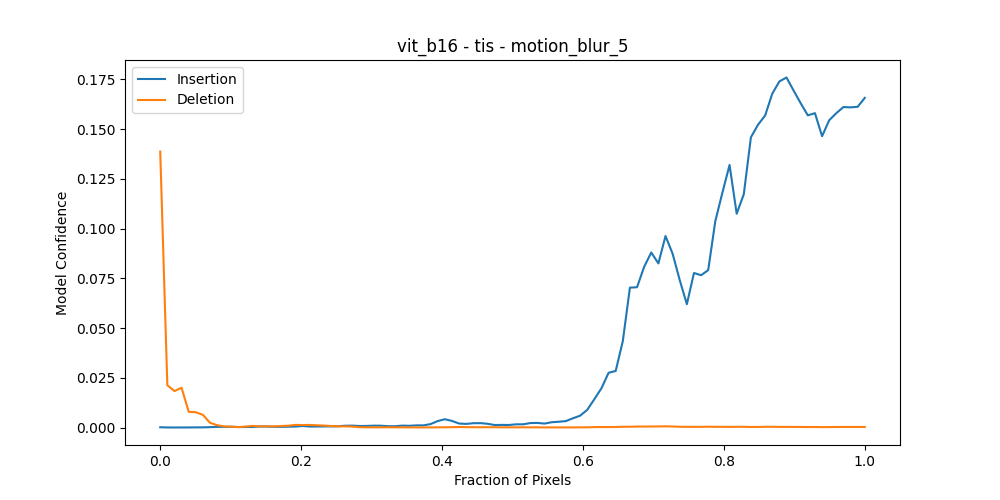 vit_b16 - tis - motion_blur_5
Insertion
Deletion
0.175
0.150
0.125
0.100
0.075
0.050
0.025
0.000
Model Confidence
0.0 0.2 0.4 0.6 0.8 1.0
Fraction of Pixels